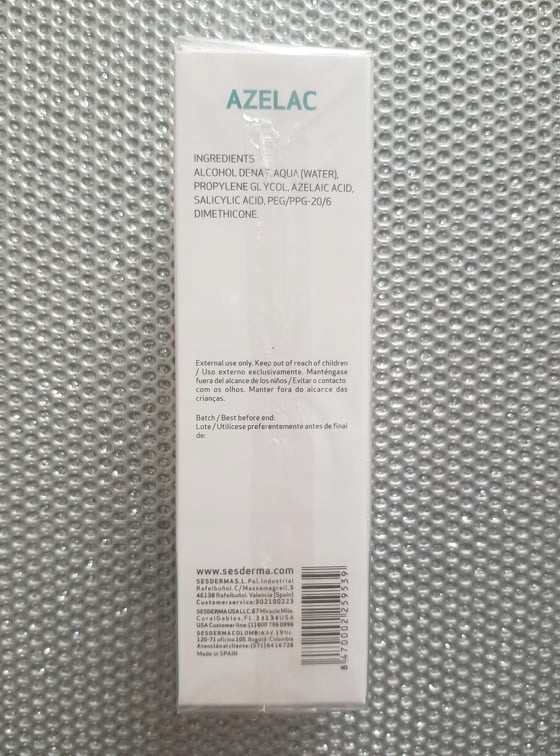 AZELAC
INGREDIENTS
ALCOHOL DENAT. AQUA (WATER),
PROPYLENE GLYCOL, AZELAIC ACID,
SALICYLIC ACID, PEG/PPG-20/6
DIMETHICONE.
External use only. Keep out of reach of children
/ Uso externo exclusivamente. Manténgase
fuera del alcance de los niños / Evitar o contacto
com os olhos. Manter fora do alcance das
crianças.
Batch / Best before end:
Lote / Utilícese preferentemente antes de final
de:
www.sesderma.com
SESDERMA S.L. Pol. Industrial
Rafelbuñol. C/ Massamagrell, 5
46138 Rafelbuñol. Valencia (Spain)
Customer service: 902100223
SESDERMA USA LLC. 87 Miracle Mile.
Coral Gables, FL. 33134 USA
USA Customer line: (1) 800 796 0996
SESDERMA COLOMBIA AV. 19 No.
120-71 oficina 105. Bogotá-Colombia
Atención al cliente: (571) 6416728
Made in SPAIN
8 470002 259539